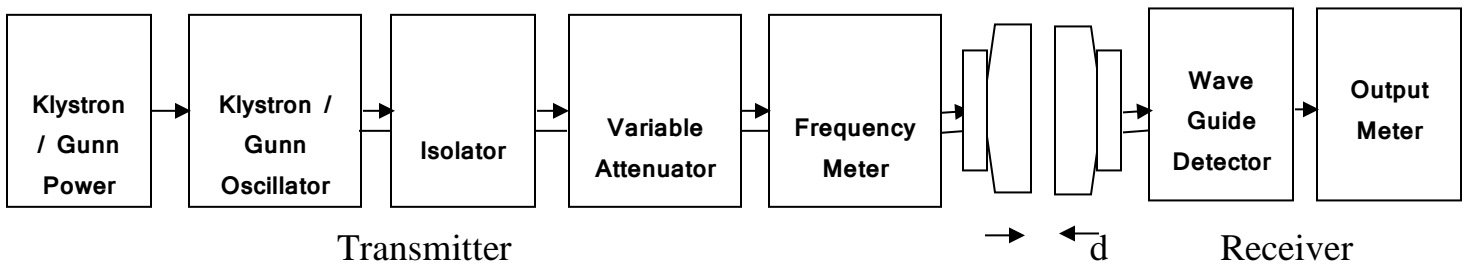 Klystron
/ Gunn
Power
Klystron /
Gunn
Oscillator
Isolator
Variable
Attenuator
Frequency
Meter
Wave
Guide
Detector
Output
Meter
Transmitter
d
Receiver